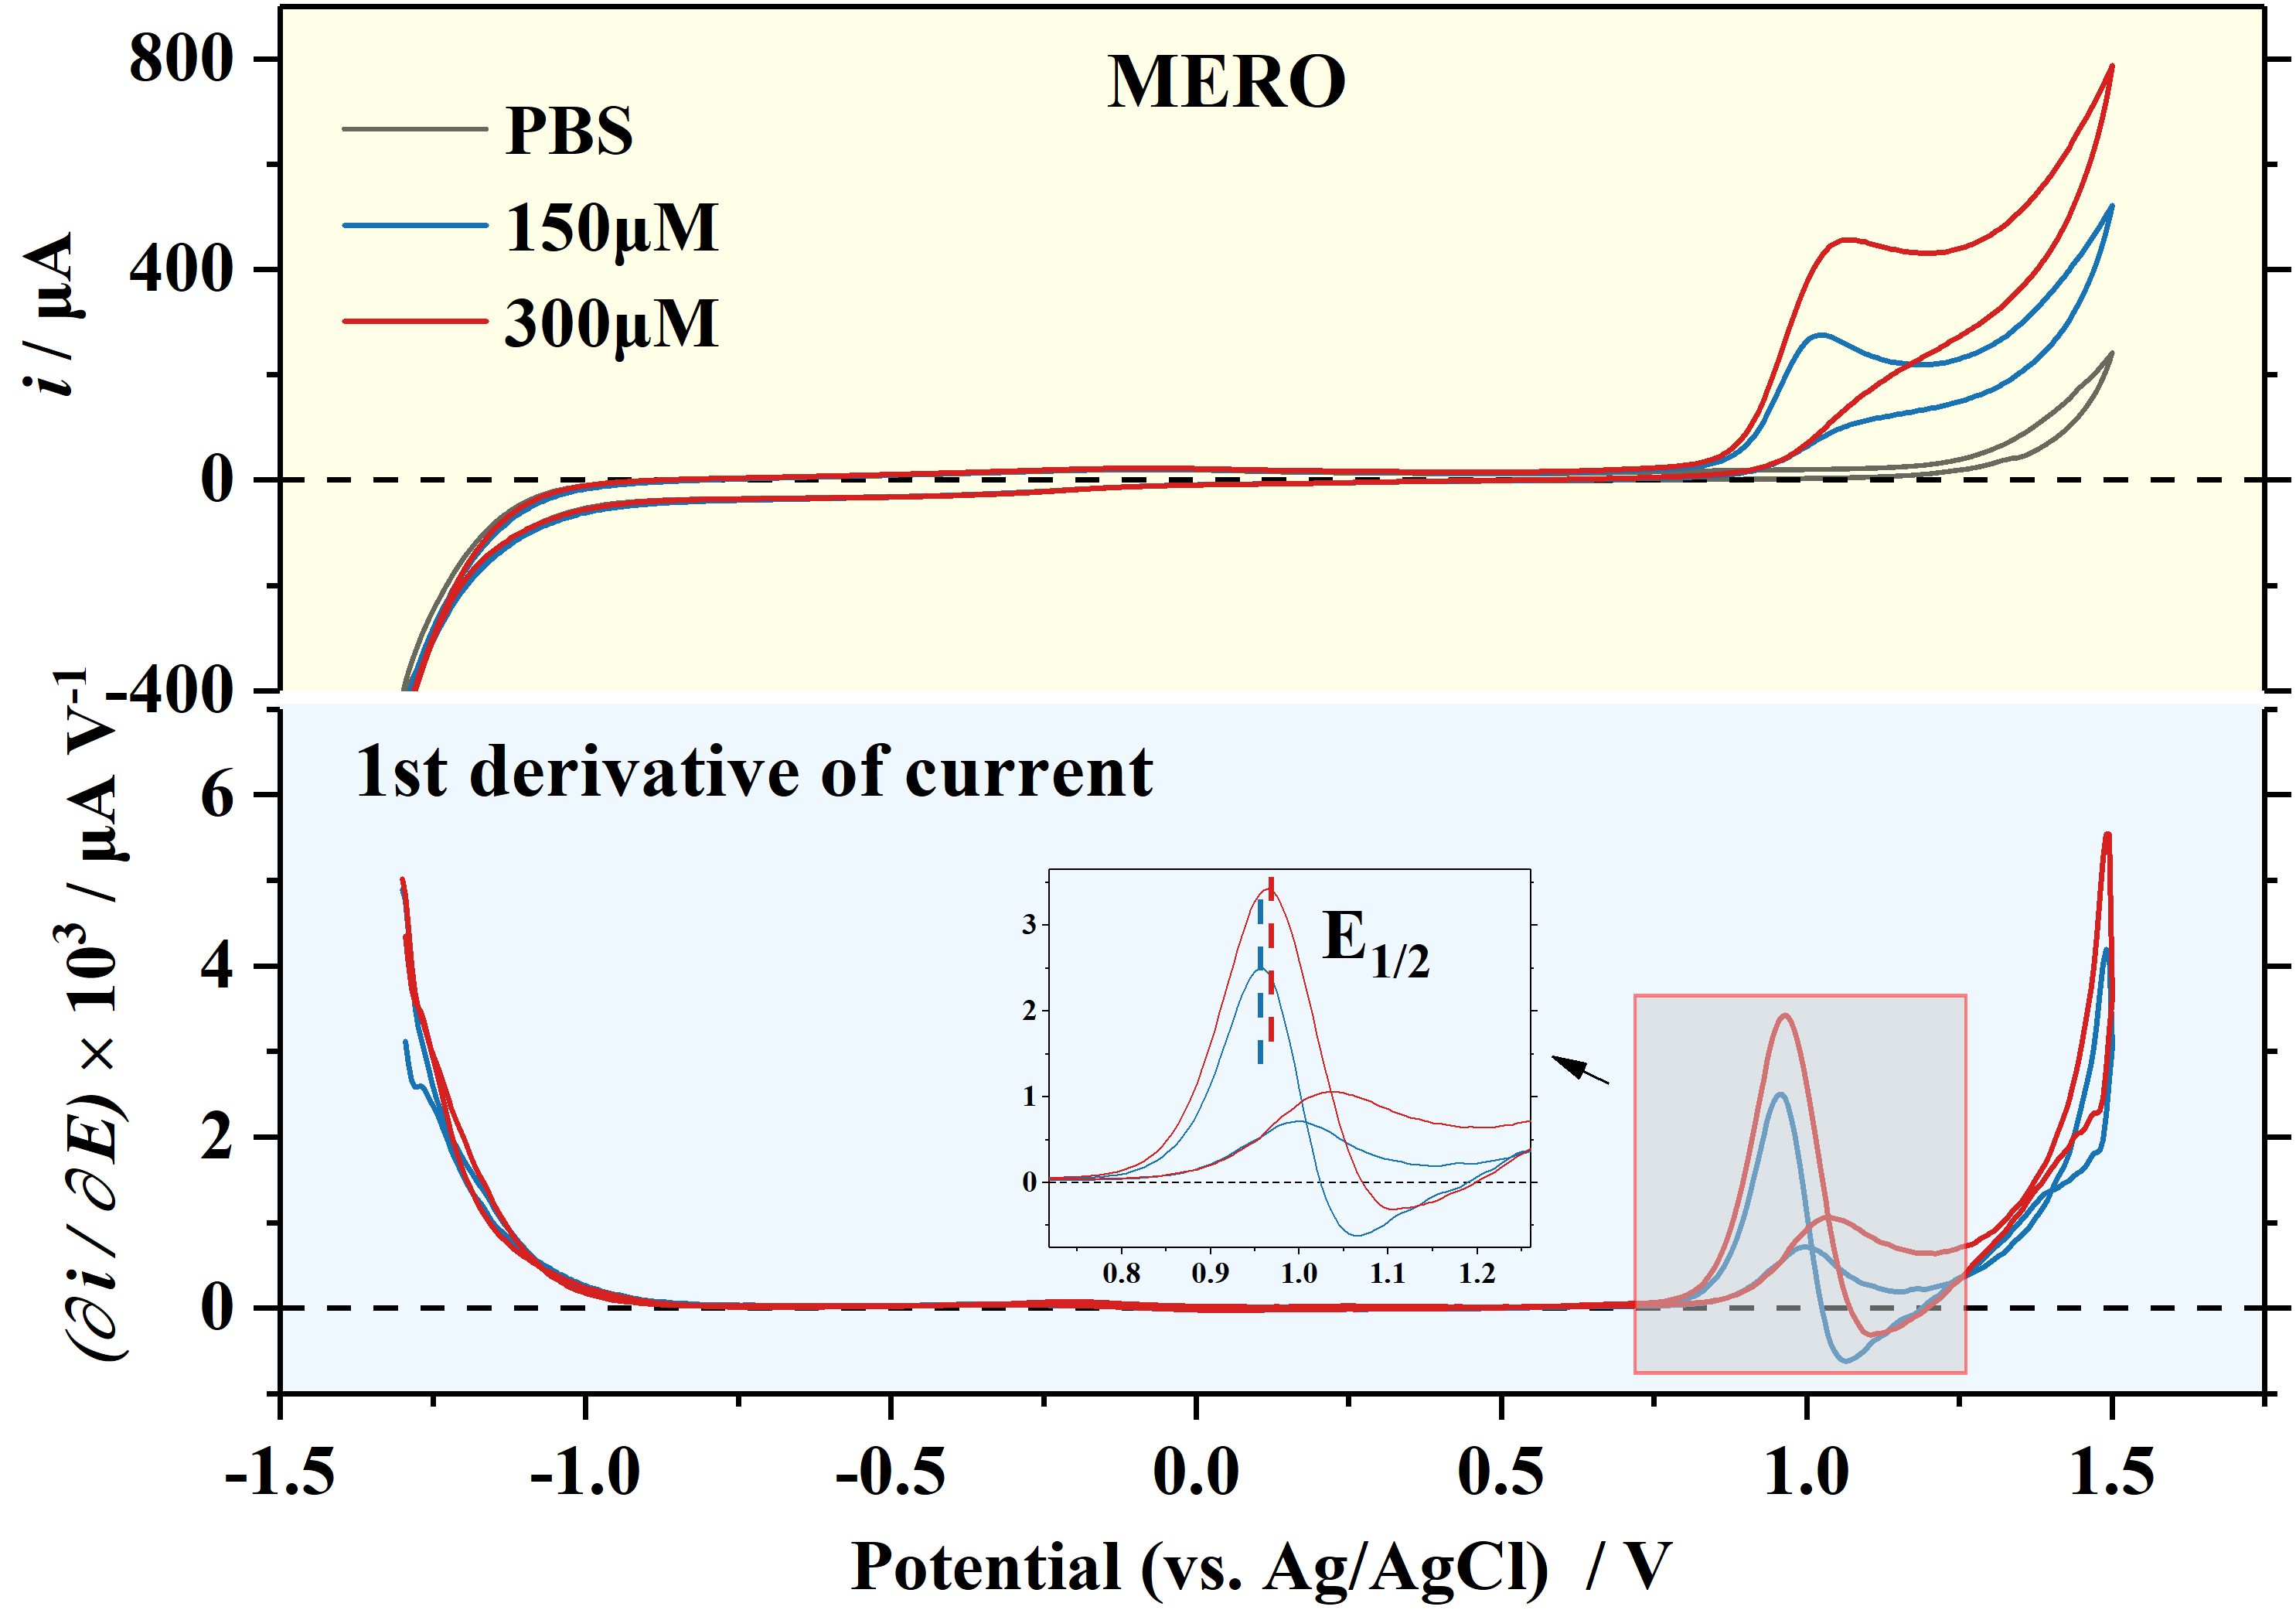 MERO
PBS
150μM
300μM
800
400
0
-400
i / μA
1st derivative of current
6
4
2
0
(∂i / ∂E) × 10³ / μA V⁻¹
E1/2
3
2
1
0
0.8 0.9 1.0 1.1 1.2
-1.5 -1.0 -0.5 0.0 0.5 1.0 1.5
Potential (vs. Ag/AgCl) / V